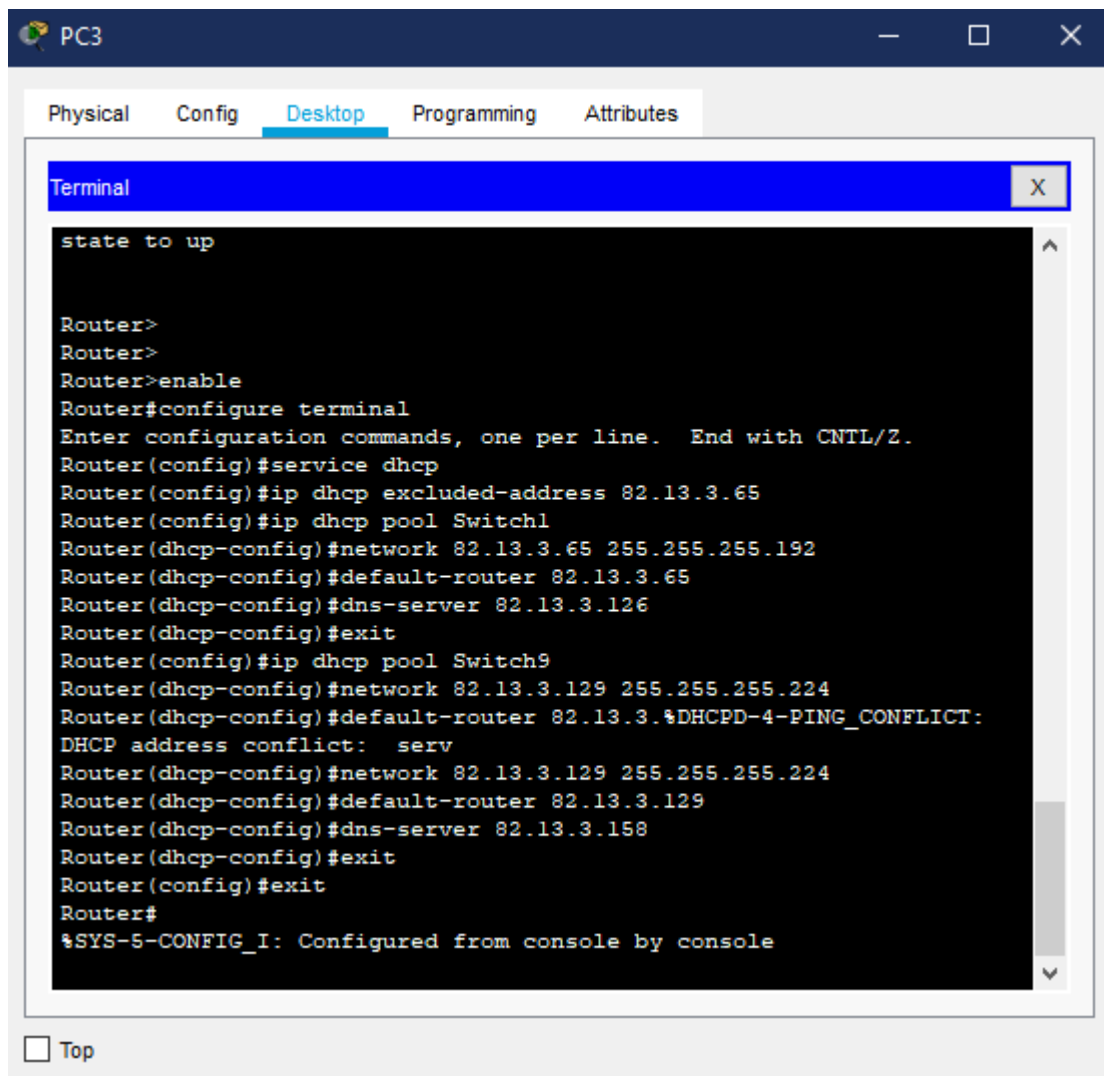 PC3
Physical Config Desktop Programming Attributes
Terminal
X
state to up
Router>
Router>
Router>enable
Router#configure terminal
Enter configuration commands, one per line.  End with CNTL/Z.
Router(config)#service dhcp
Router(config)#ip dhcp excluded-address 82.13.3.65
Router(config)#ip dhcp pool Switch1
Router(dhcp-config)#network 82.13.3.65 255.255.255.192
Router(dhcp-config)#default-router 82.13.3.65
Router(dhcp-config)#dns-server 82.13.3.126
Router(dhcp-config)#exit
Router(config)#ip dhcp pool Switch9
Router(dhcp-config)#network 82.13.3.129 255.255.255.224
Router(dhcp-config)#default-router 82.13.3.%DHCPD-4-PING_CONFLICT:
DHCP address conflict:  serv
Router(dhcp-config)#network 82.13.3.129 255.255.255.224
Router(dhcp-config)#default-router 82.13.3.129
Router(dhcp-config)#dns-server 82.13.3.158
Router(dhcp-config)#exit
Router(config)#exit
Router#
%SYS-5-CONFIG_I: Configured from console by console
Top